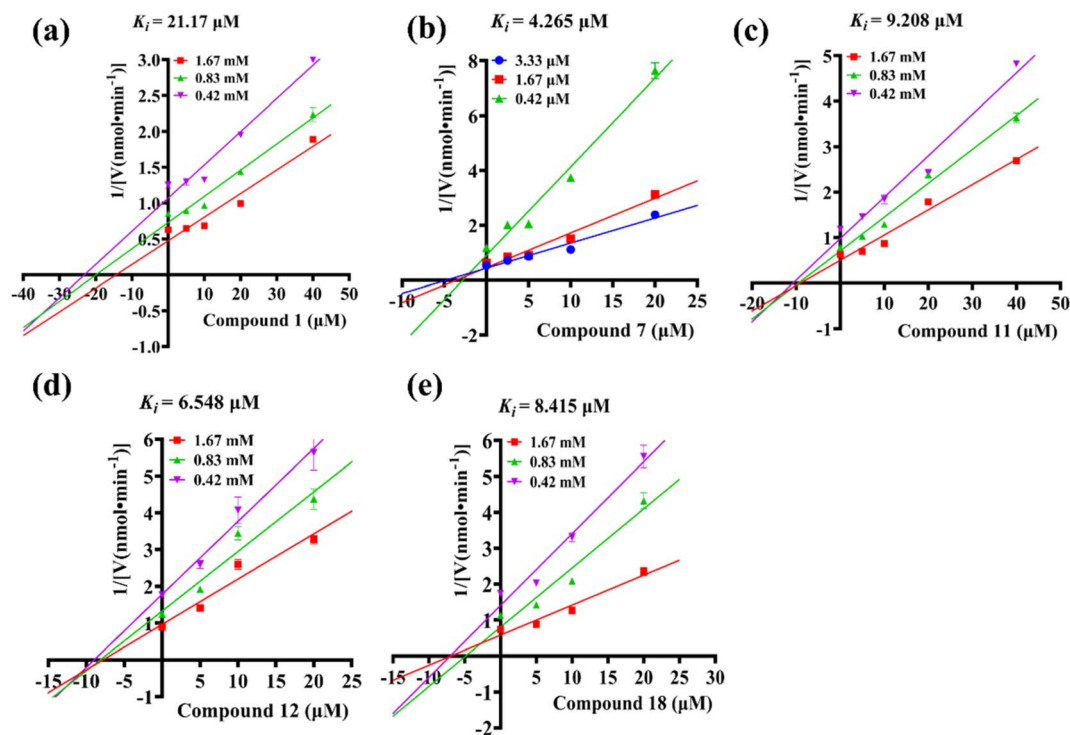 (a)
Ki = 21.17 μM
1.67 mM
0.83 mM
0.42 mM
1/[V(nmol•min⁻¹)]
3.0
2.5
2.0
1.5
1.0
0.5
-0.5
-1.0
-40 -30 -20 -10 0 10 20 30 40 50
Compound 1 (μM)
(b)
Ki = 4.265 μM
3.33 μM
1.67 μM
0.42 μM
1/[V(nmol•min⁻¹)]
8
6
4
2
-2
-10 -5 0 5 10 15 20 25
Compound 7 (μM)
(c)
Ki = 9.208 μM
1.67 mM
0.83 mM
0.42 mM
1/[V(nmol•min⁻¹)]
5
4
3
2
1
-1
-20 -10 0 10 20 30 40 50
Compound 11 (μM)
(d)
Ki = 6.548 μM
1.67 mM
0.83 mM
0.42 mM
1/[V(nmol•min⁻¹)]
6
5
4
3
2
1
-1
-15 -10 -5 0 5 10 15 20 25
Compound 12 (μM)
(e)
Ki = 8.415 μM
1.67 mM
0.83 mM
0.42 mM
1/[V(nmol•min⁻¹)]
6
5
4
3
2
1
-1
-2
-15 -10 -5 0 5 10 15 20 25 30
Compound 18 (μM)